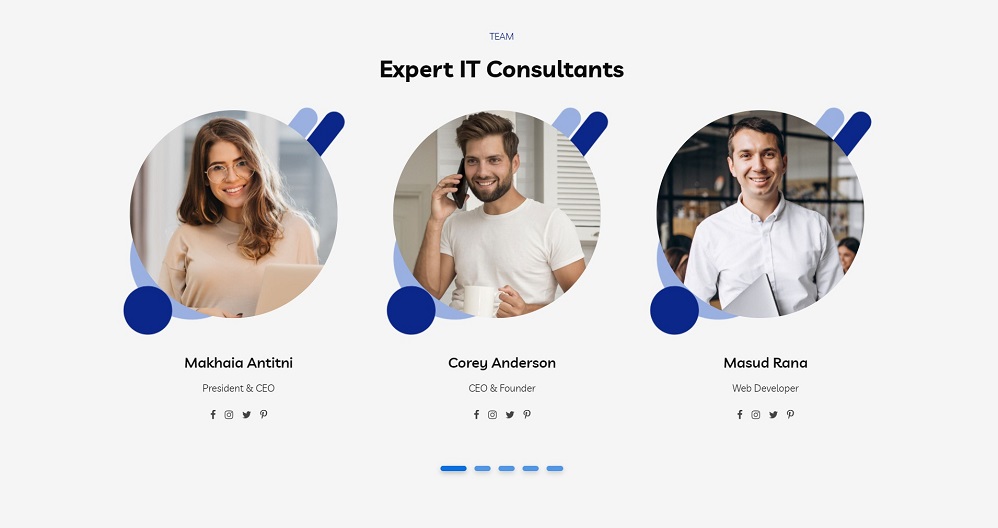 TEAM
Expert IT Consultants
Makhaia Antitni
Corey Anderson
Masud Rana
President & CEO
CEO & Founder
Web Developer